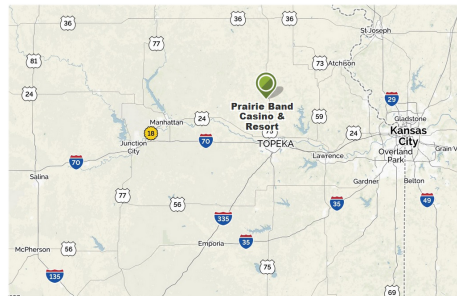 36
36
36
St Joseph
77
81
73
Atchison
24
29
Prairie Band
Casino &
Resort
75
59
Gladstone
Manhattan
24
18
24
Kansas
City
Junction
City
70
TOPEKA
Overland
Park
Grain V
Lawrence
70
Salina
Gardner
Belton
77
56
35
49
335
Emporia
35
McPherson
56
75
135
69